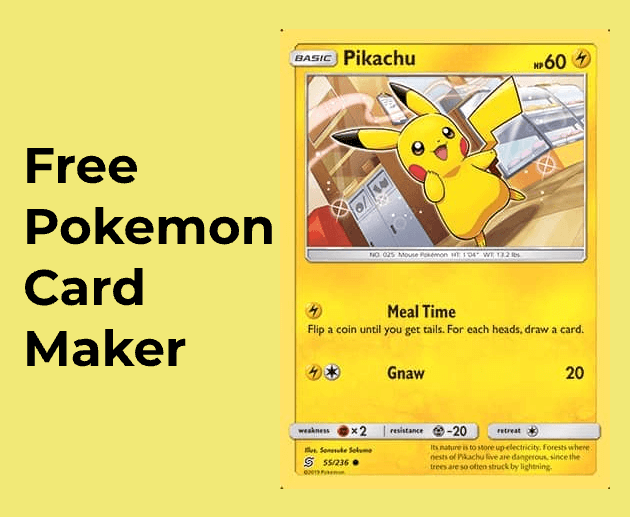 Free
Pokemon
Card
Maker
BASIC Pikachu HP60
NO. 025 Mouse Pokémon HT: 1'04" WT: 13.2 lbs.
Meal Time
Flip a coin until you get tails. For each heads, draw a card.
Gnaw 20
weakness ×2 resistance -20 retreat
Illus. Sanosuke Sakuma
55/236
©2019 Pokémon
Its nature is to store up electricity. Forests where
nests of Pikachu live are dangerous, since the
trees are so often struck by lightning.